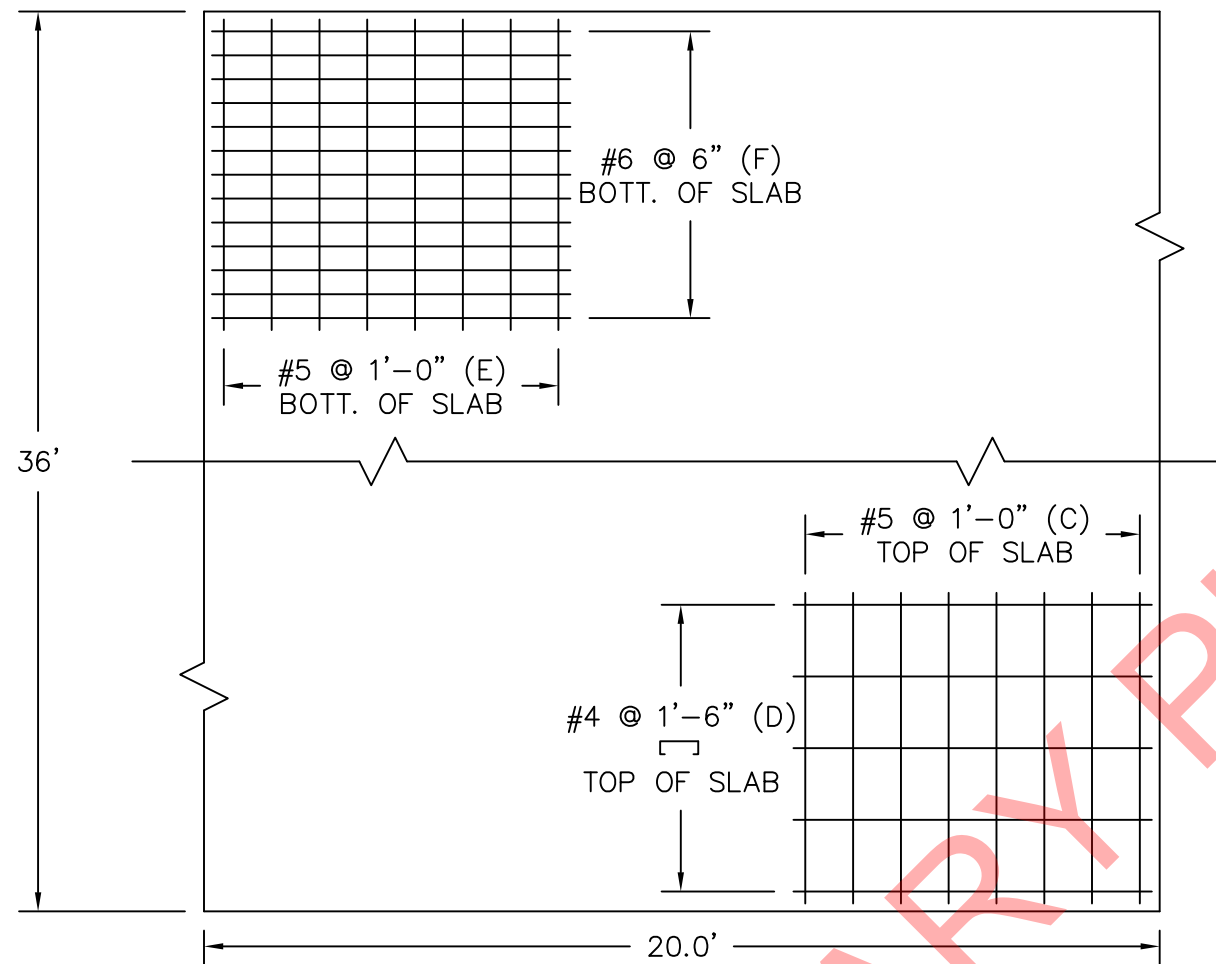 #6 @ 6" (F)
BOTT. OF SLAB
#5 @ 1'-0" (E)
BOTT. OF SLAB
36'
#5 @ 1'-0" (C)
TOP OF SLAB
#4 @ 1'-6" (D)
TOP OF SLAB
20.0'